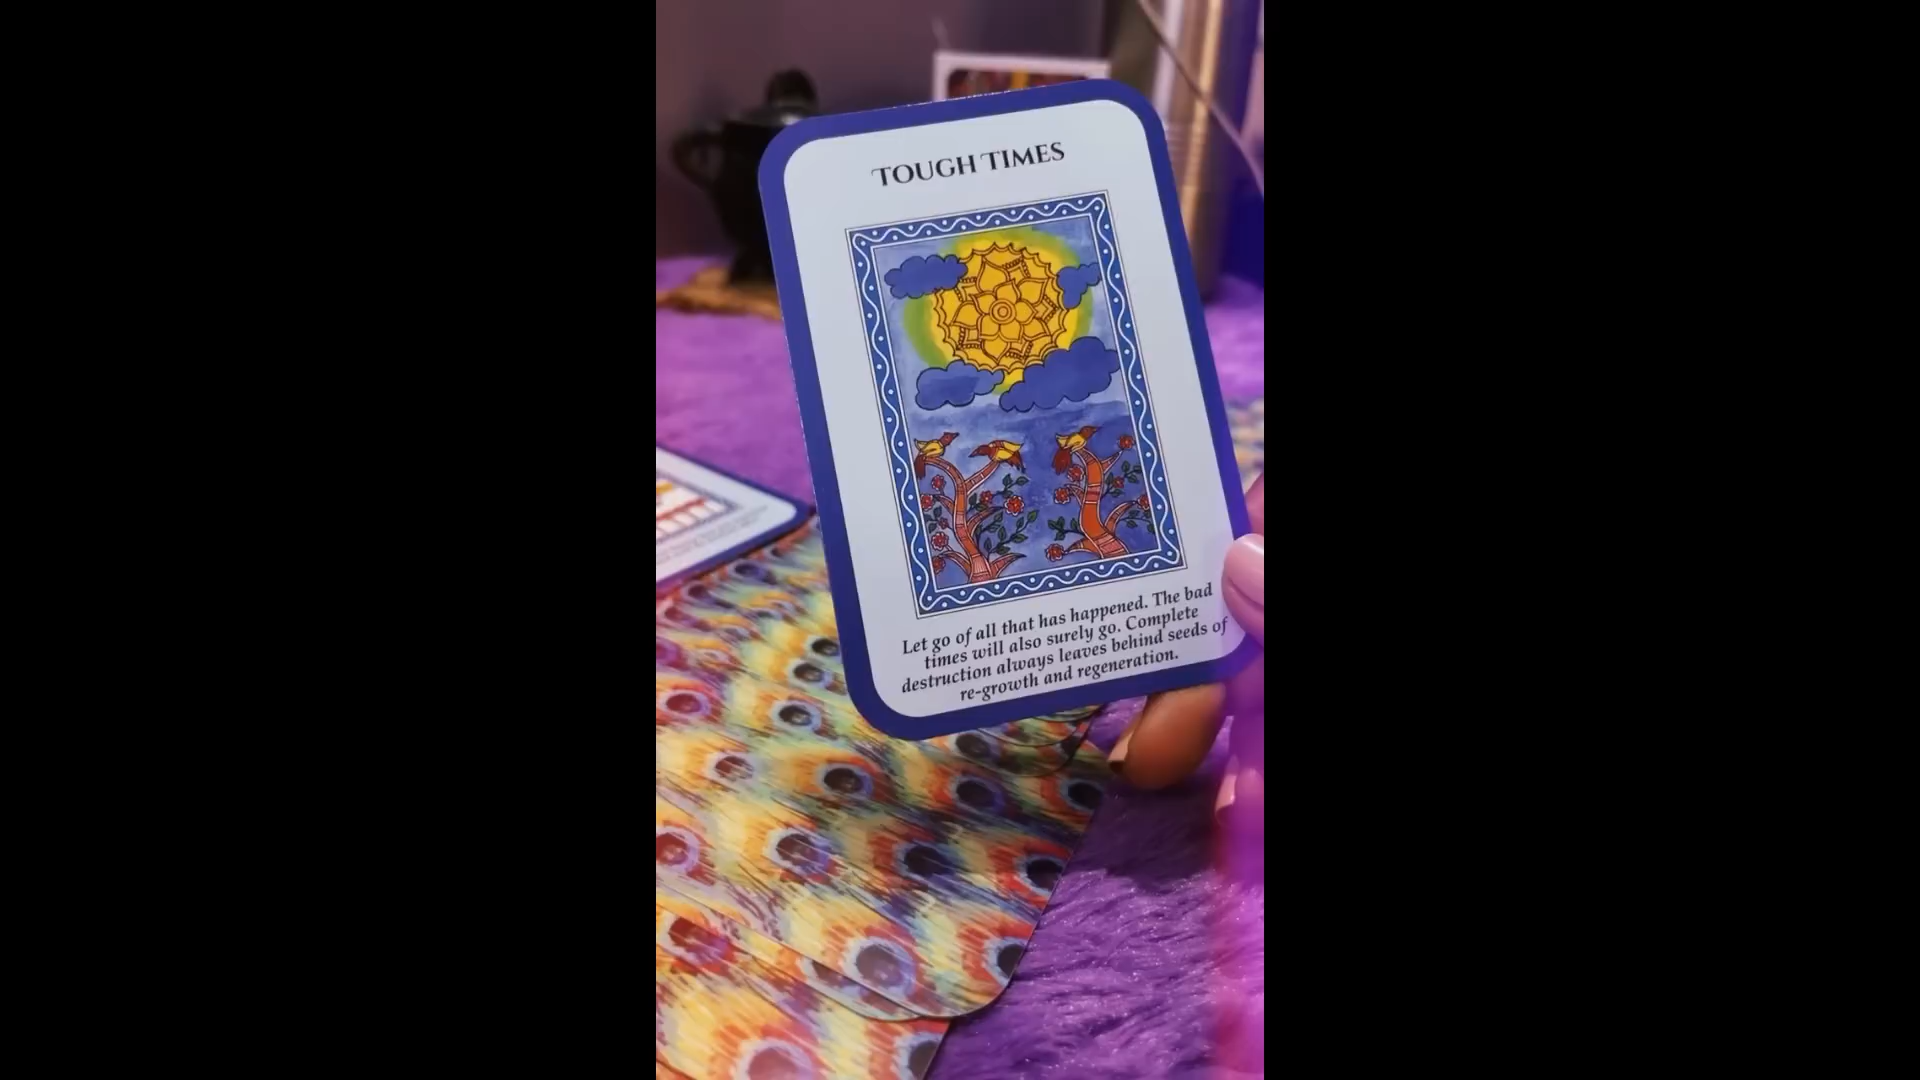 TOUGH TIMES
Let go of all that has happened. The bad
times will also surely go. Complete
destruction always leaves behind seeds of
re-growth and regeneration.